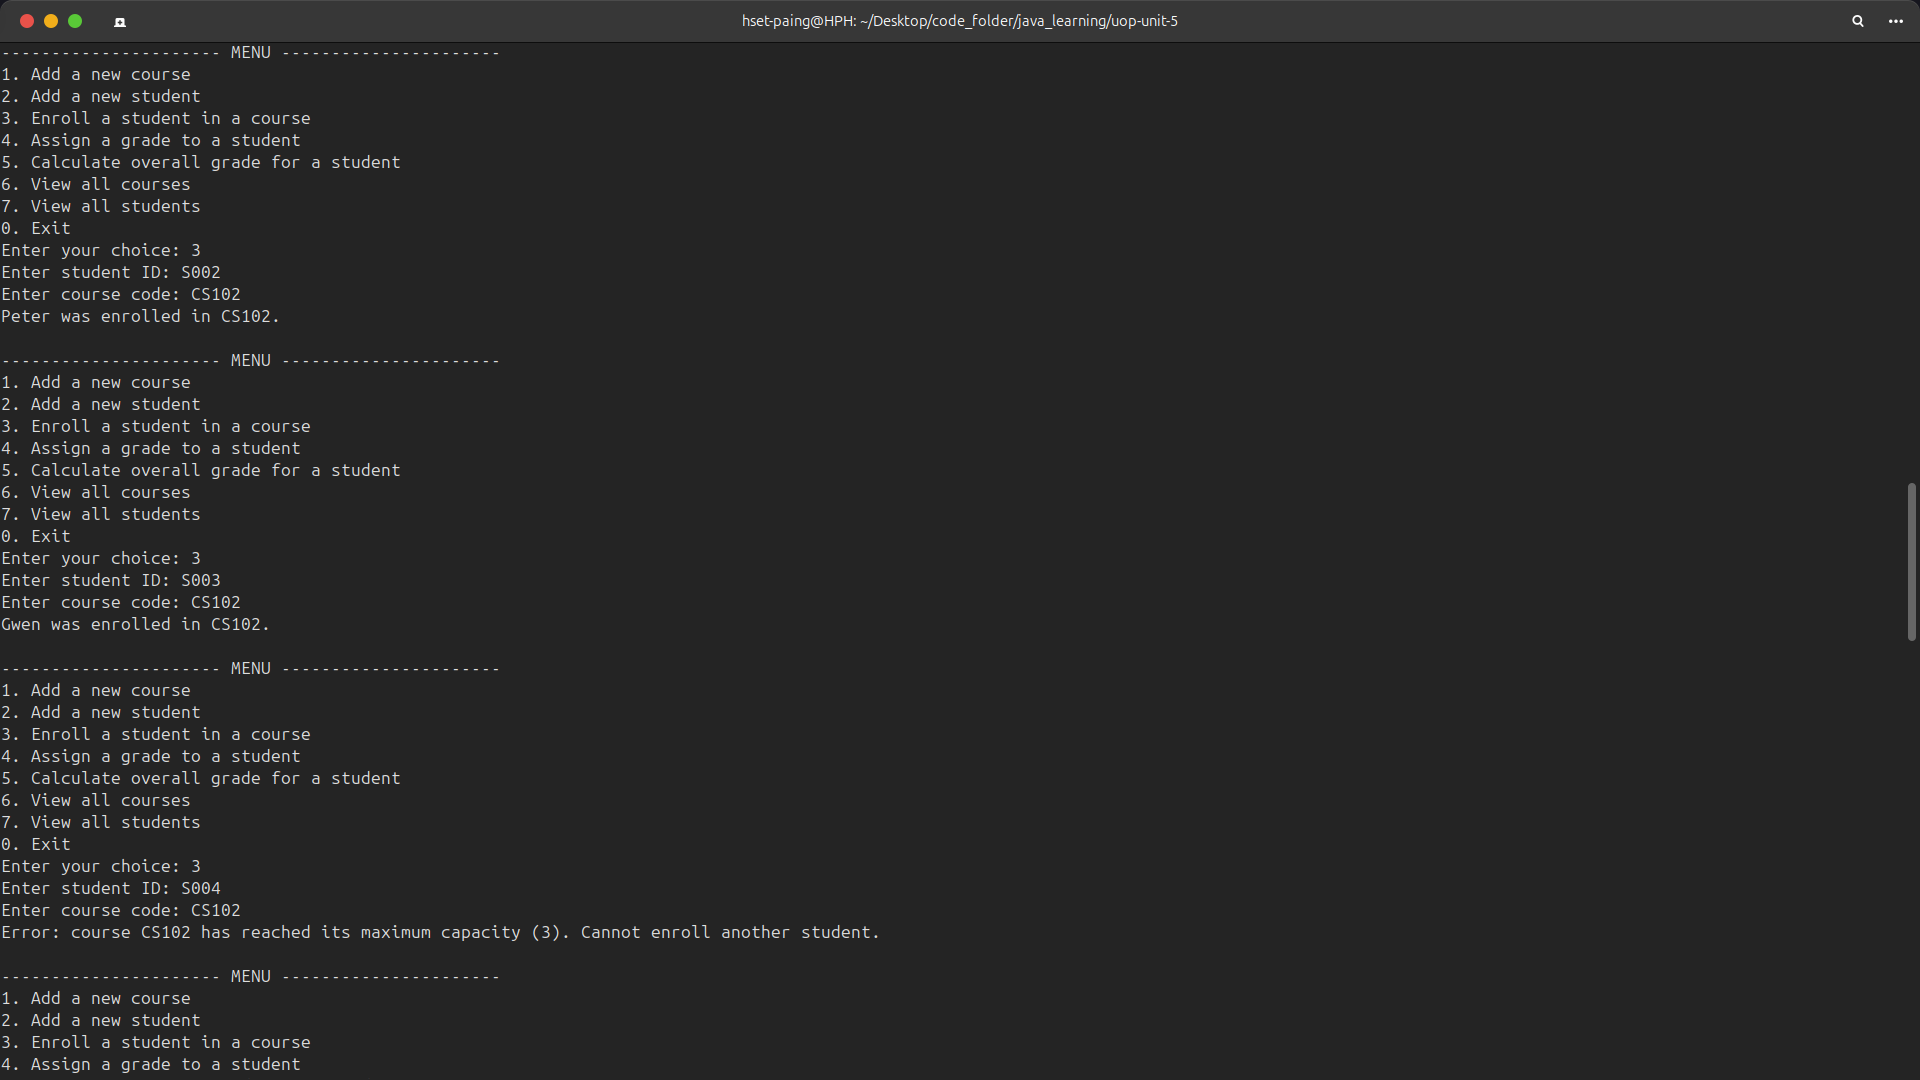 hset-paing@HPH: ~/Desktop/code_folder/java_learning/uop-unit-5
---------------------- MENU ----------------------
1. Add a new course
2. Add a new student
3. Enroll a student in a course
4. Assign a grade to a student
5. Calculate overall grade for a student
6. View all courses
7. View all students
0. Exit
Enter your choice: 3
Enter student ID: S002
Enter course code: CS102
Peter was enrolled in CS102.
---------------------- MENU ----------------------
1. Add a new course
2. Add a new student
3. Enroll a student in a course
4. Assign a grade to a student
5. Calculate overall grade for a student
6. View all courses
7. View all students
0. Exit
Enter your choice: 3
Enter student ID: S003
Enter course code: CS102
Gwen was enrolled in CS102.
---------------------- MENU ----------------------
1. Add a new course
2. Add a new student
3. Enroll a student in a course
4. Assign a grade to a student
5. Calculate overall grade for a student
6. View all courses
7. View all students
0. Exit
Enter your choice: 3
Enter student ID: S004
Enter course code: CS102
Error: course CS102 has reached its maximum capacity (3). Cannot enroll another student.
---------------------- MENU ----------------------
1. Add a new course
2. Add a new student
3. Enroll a student in a course
4. Assign a grade to a student